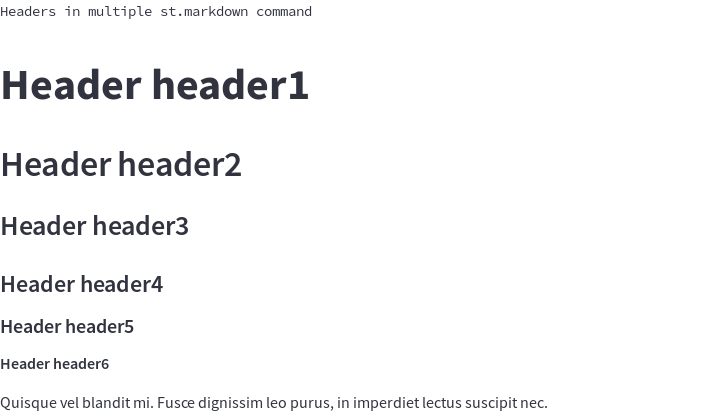 Headers in multiple st.markdown command
Header header1
Header header2
Header header3
Header header4
Header header5
Header header6
Quisque vel blandit mi. Fusce dignissim leo purus, in imperdiet lectus suscipit nec.